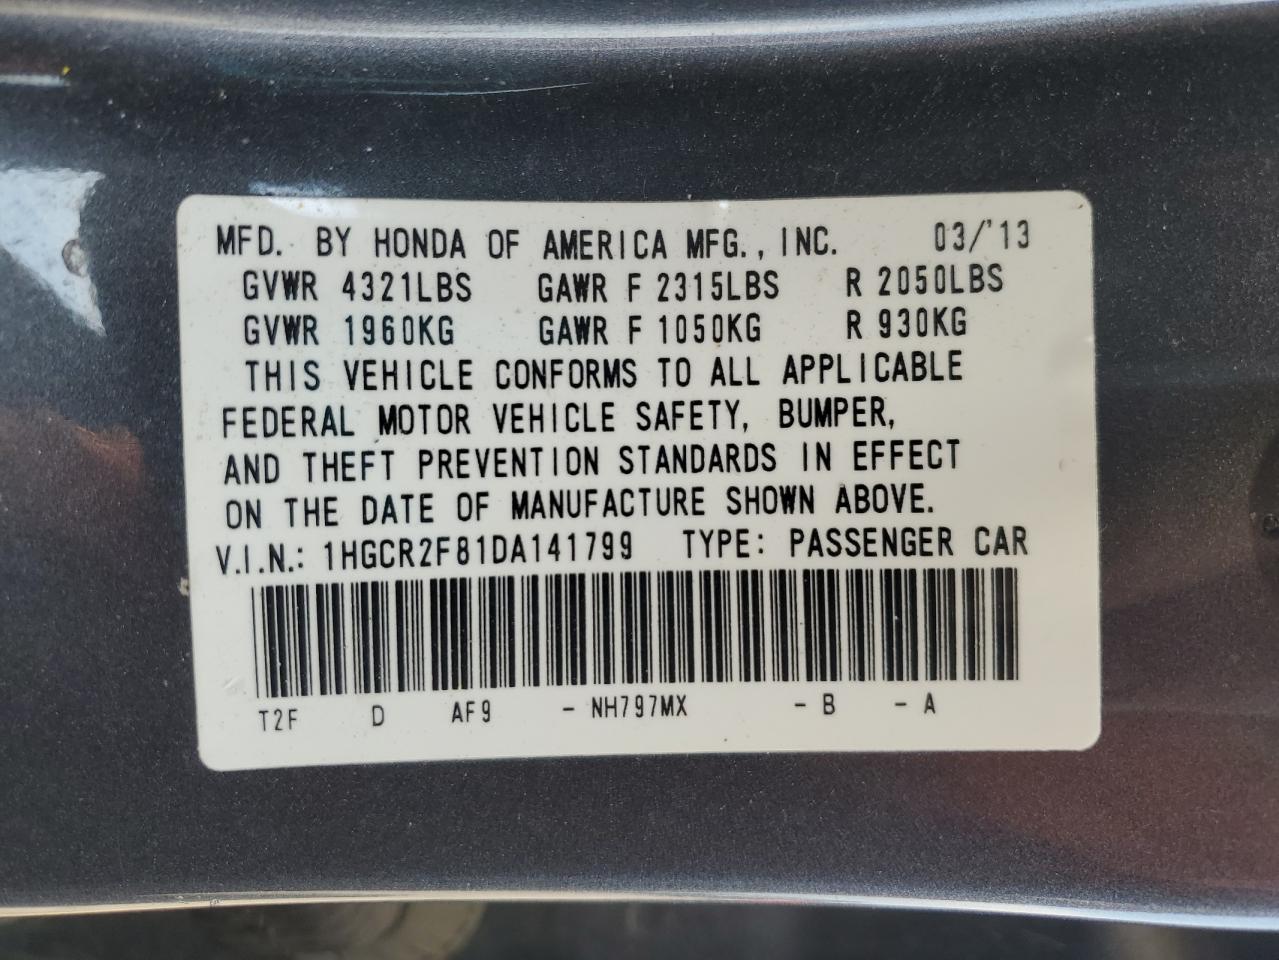 MFD. BY HONDA OF AMERICA MFG., INC. 03/'13
GVWR 4321LBS GAWR F 2315LBS R 2050LBS
GVWR 1960KG GAWR F 1050KG R 930KG
THIS VEHICLE CONFORMS TO ALL APPLICABLE
FEDERAL MOTOR VEHICLE SAFETY, BUMPER,
AND THEFT PREVENTION STANDARDS IN EFFECT
ON THE DATE OF MANUFACTURE SHOWN ABOVE.
V.I.N.: 1HGCR2F81DA141799 TYPE: PASSENGER CAR
T2F D AF9 - NH797MX - B - A